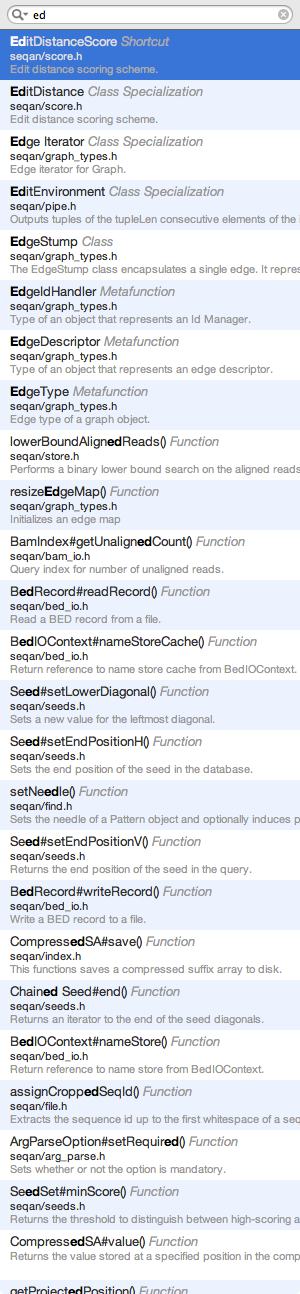 ed
EditDistanceScore Shortcut
seqan/score.h
Edit distance scoring scheme.
EditDistance Class Specialization
seqan/score.h
Edit distance scoring scheme.
Edge Iterator Class Specialization
seqan/graph_types.h
Edge iterator for Graph.
EditEnvironment Class Specialization
seqan/pipe.h
Outputs tuples of the tupleLen consecutive elements of the
EdgeStump Class
seqan/graph_types.h
The EdgeStump class encapsulates a single edge. It repres
EdgeIdHandler Metafunction
seqan/graph_types.h
Type of an object that represents an Id Manager.
EdgeDescriptor Metafunction
seqan/graph_types.h
Type of an object that represents an edge descriptor.
EdgeType Metafunction
seqan/graph_types.h
Edge type of a graph object.
lowerBoundAlignedReads() Function
seqan/store.h
Performs a binary lower bound search on the aligned reads
resizeEdgeMap() Function
seqan/graph_types.h
Initializes an edge map
BamIndex#getUnalignedCount() Function
seqan/bam_io.h
Query index for number of unaligned reads.
BedRecord#readRecord() Function
seqan/bed_io.h
Read a BED record from a file.
BedIOContext#nameStoreCache() Function
seqan/bed_io.h
Return reference to name store cache from BedIOContext.
Seed#setLowerDiagonal() Function
seqan/seeds.h
Sets a new value for the leftmost diagonal.
Seed#setEndPositionH() Function
seqan/seeds.h
Sets the end position of the seed in the database.
setNeedle() Function
seqan/find.h
Sets the needle of a Pattern object and optionally induces p
Seed#setEndPositionV() Function
seqan/seeds.h
Returns the end position of the seed in the query.
BedRecord#writeRecord() Function
seqan/bed_io.h
Write a BED record to a file.
CompressedSA#save() Function
seqan/index.h
This functions saves a compressed suffix array to disk.
Chained Seed#end() Function
seqan/seeds.h
Returns an iterator to the end of the seed diagonals.
BedIOContext#nameStore() Function
seqan/bed_io.h
Return reference to name store from BedIOContext.
assignCroppedSeqId() Function
seqan/file.h
Extracts the sequence id up to the first whitespace of a seq
ArgParseOption#setRequired() Function
seqan/arg_parse.h
Sets whether or not the option is mandatory.
SeedSet#minScore() Function
seqan/seeds.h
Returns the threshold to distinguish between high-scoring a
CompressedSA#value() Function
Returns the value stored at a specified position in the comp
getProjectedPosition() Function